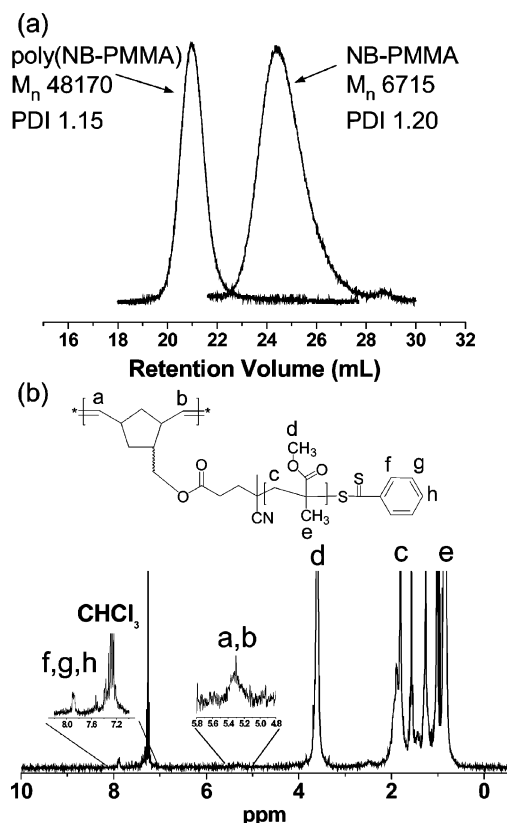 (a)
poly(NB-PMMA)
Mn 48170
PDI 1.15
NB-PMMA
Mn 6715
PDI 1.20
16 18 20 22 24 26 28 30 32
Retention Volume (mL)
(b)
a b
* *
d
CH3
O
O
c
O
O
CN
CH3
e
S
S
f
g
h
d
c
e
CHCl3
f,g,h
a,b
8.0 7.6 7.2
5.8 5.6 5.4 5.2 5.0 4.8
10 8 6 4 2 0
ppm